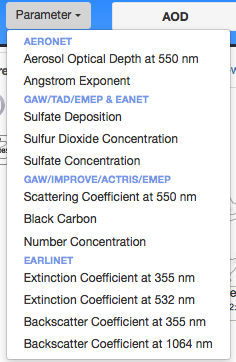 Parameter
AOD
AERONET
Aerosol Optical Depth at 550 nm
Angstrom Exponent
GAW/TAD/EMEP & EANET
Sulfate Deposition
Sulfur Dioxide Concentration
Sulfate Concentration
GAW/IMPROVE/ACTRIS/EMEP
Scattering Coefficient at 550 nm
Black Carbon
Number Concentration
EARLINET
Extinction Coefficient at 355 nm
Extinction Coefficient at 532 nm
Backscatter Coefficient at 355 nm
Backscatter Coefficient at 1064 nm